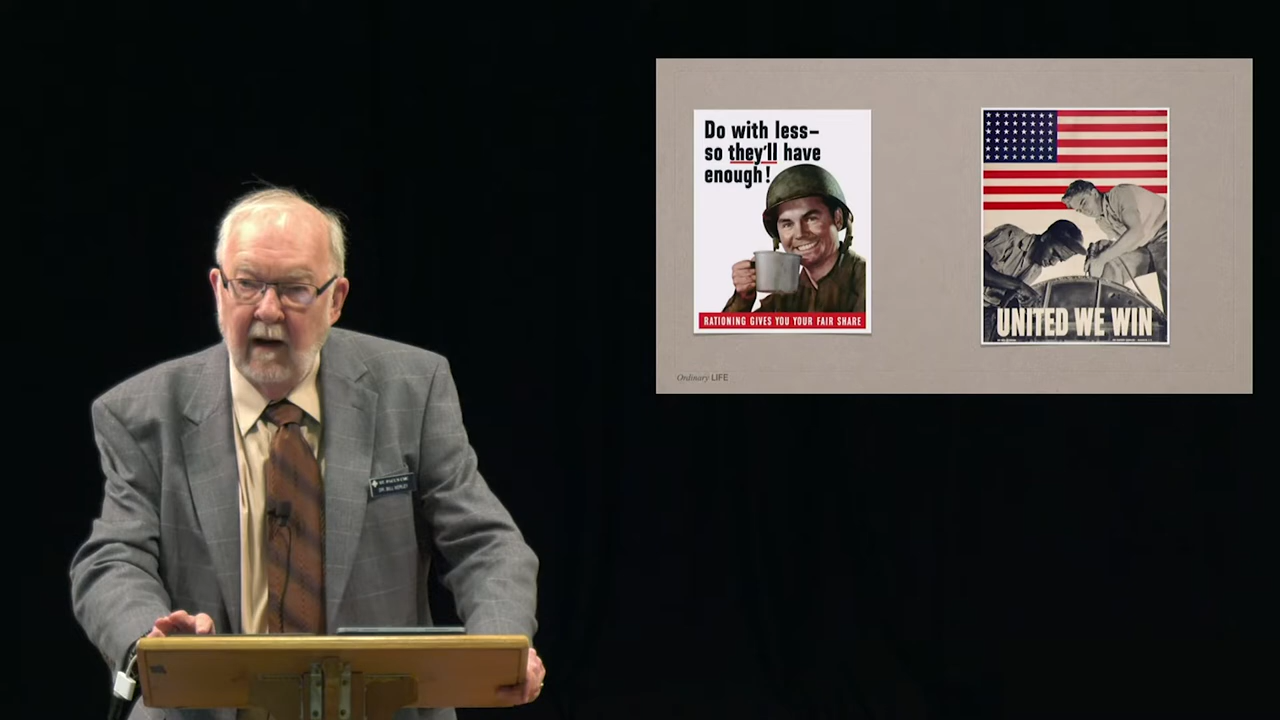 Do with less–
so they'll have
enough!
RATIONING GIVES YOU YOUR FAIR SHARE
UNITED WE WIN
Ordinary LIFE